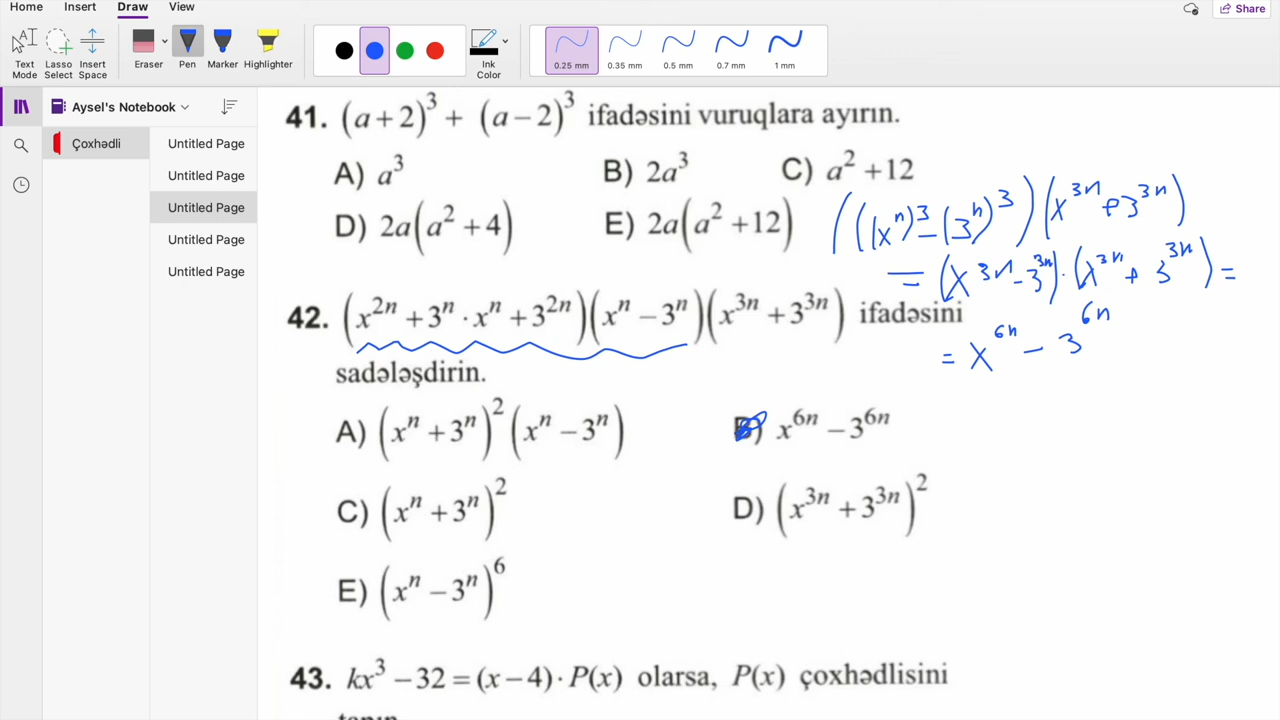 Home Insert Draw View
Share
Text Mode
Lasso Select
Insert Space
Eraser
Pen
Marker
Highlighter
Ink Color
0.25 mm
0.35 mm
0.5 mm
0.7 mm
1 mm
Aysel's Notebook
Çoxhədli
Untitled Page
Untitled Page
Untitled Page
Untitled Page
Untitled Page
41. (a+2)³ + (a−2)³ ifadəsini vuruqlara ayırın.
A) a³ B) 2a³ C) a² +12
D) 2a(a² +4) E) 2a(a² +12)
42. (x²ⁿ +3ⁿ · xⁿ +3²ⁿ)(xⁿ −3ⁿ)(x³ⁿ +3³ⁿ) ifadəsini
sadələşdirin.
A) (xⁿ +3ⁿ)² (xⁿ −3ⁿ) B) x⁶ⁿ −3⁶ⁿ
C) (xⁿ +3ⁿ)² D) (x³ⁿ +3³ⁿ)²
E) (xⁿ −3ⁿ)⁶
43. kx³ −32 = (x−4)· P(x) olarsa, P(x) çoxhədlisini
((xⁿ)³ − (3ⁿ)³)(x³ⁿ + 3³ⁿ)
= (x³ⁿ − 3³ⁿ) · (x³ⁿ + 3³ⁿ) =
= x⁶ⁿ − 3⁶ⁿ